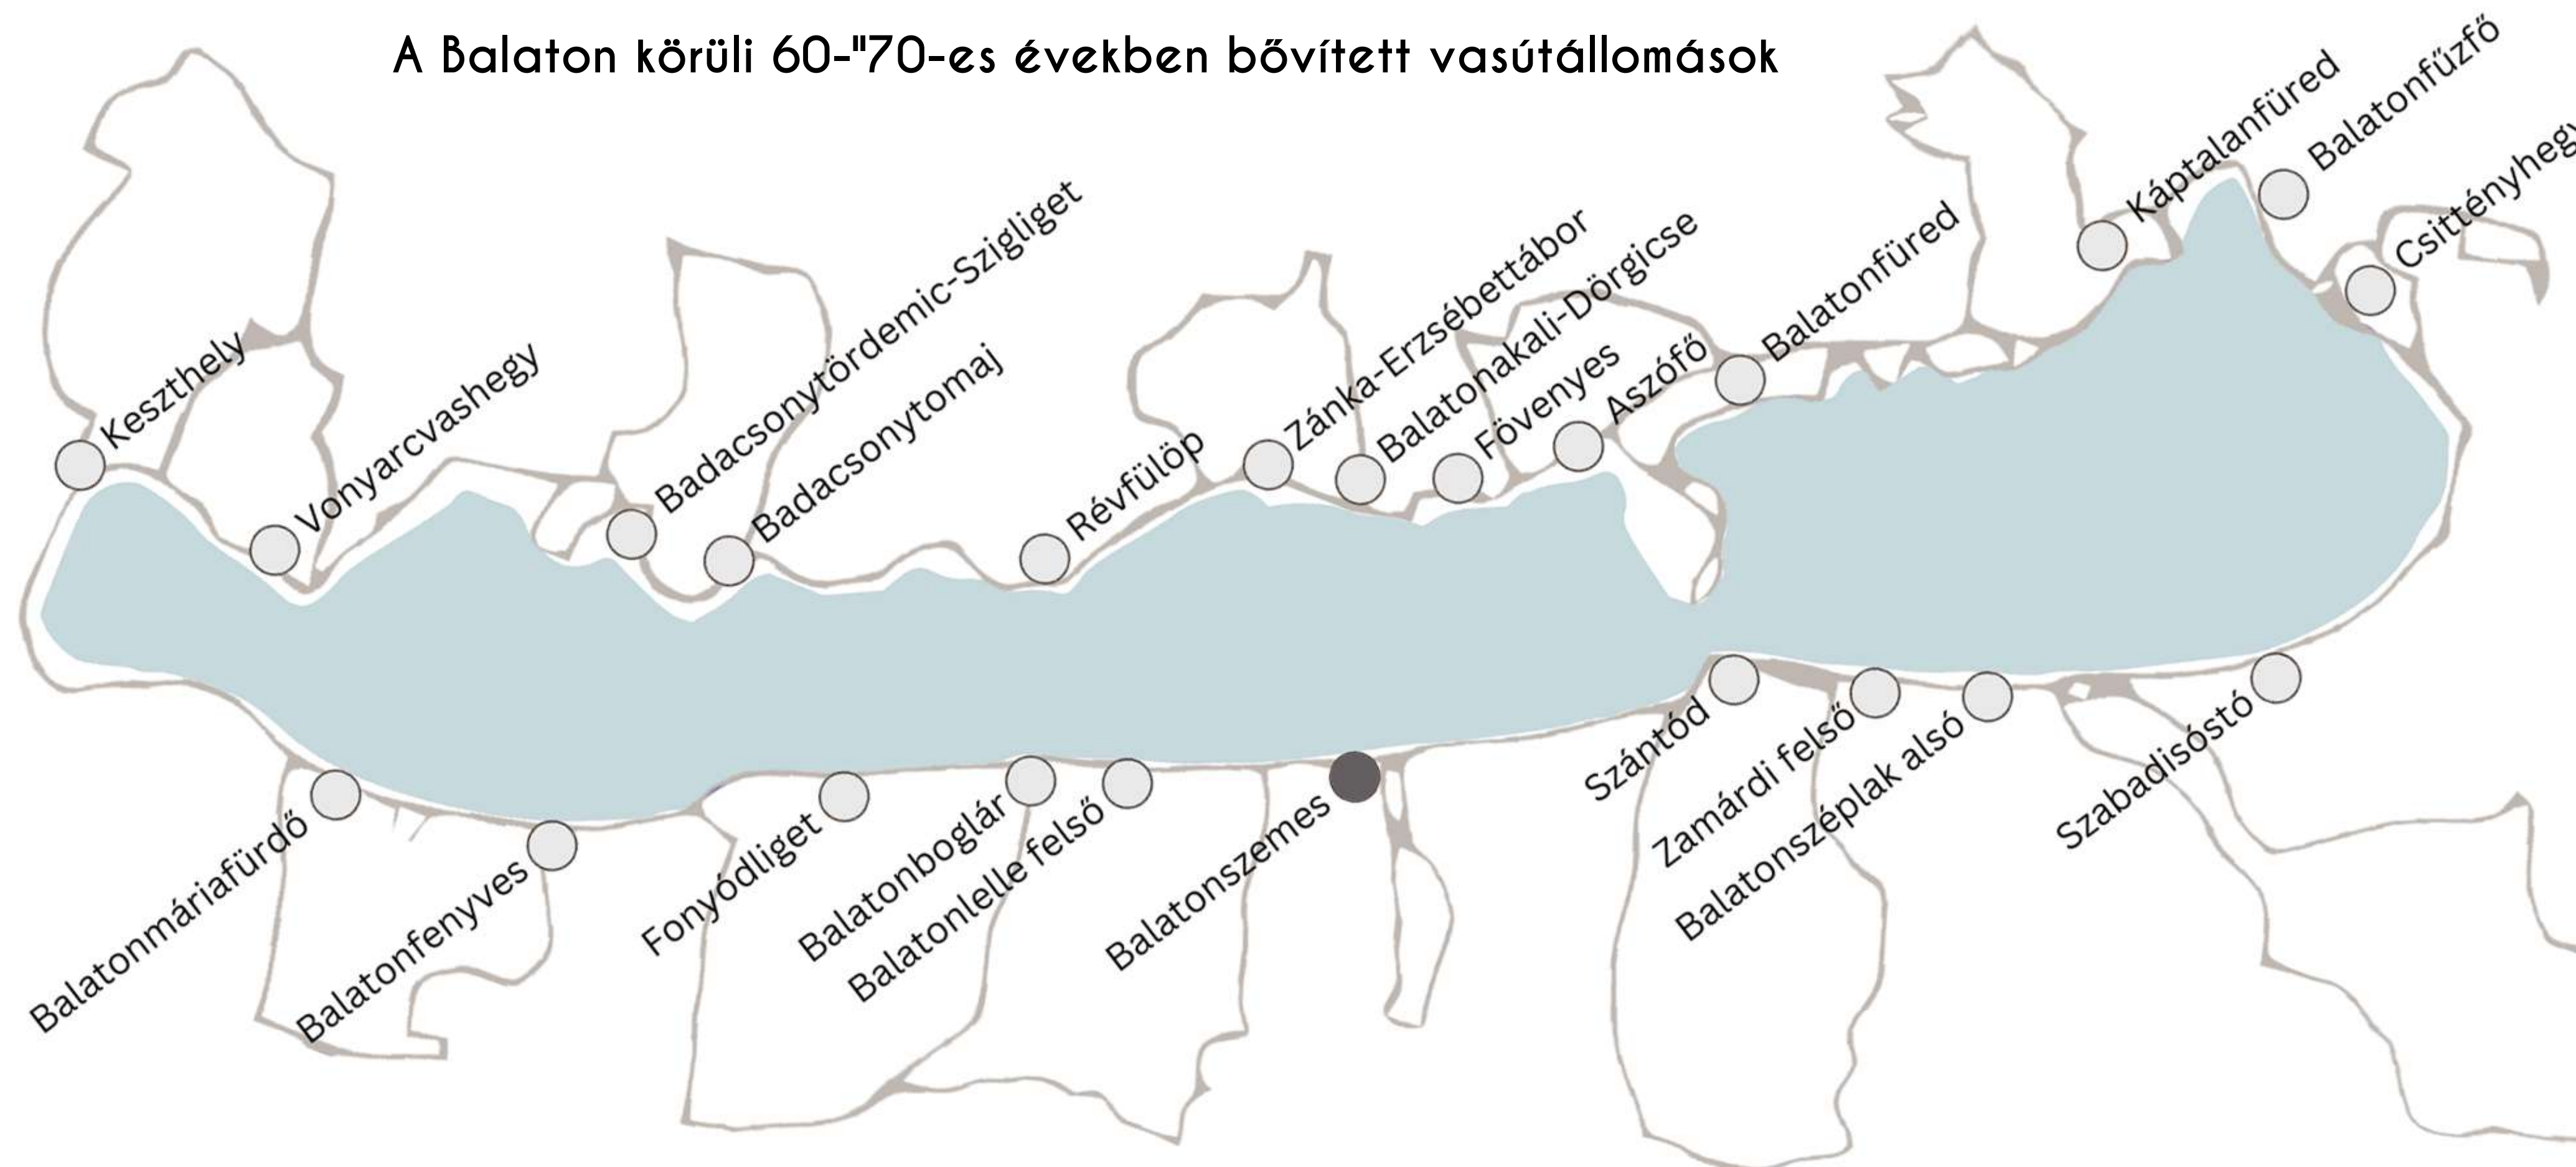 A Balaton körüli 60-"70-es években bővített vasútállomások
Keszthely
Vonyarcvashegy
Badacsonytördemic-Szigliget
Badacsonytomaj
Révfülöp
Zánka-Erzsébettábor
Balatonakali-Dörgicse
Fövenyes
Aszófő
Balatonfüred
Káptalanfüred
Balatonfűzfő
Csittényhegy
Balatonmáriafürdő
Balatonfenyves
Fonyódliget
Balatonboglár
Balatonlelle felső
Balatonszemes
Szántód
Zamárdi felső
Balatonszéplak alsó
Szabadisóstó